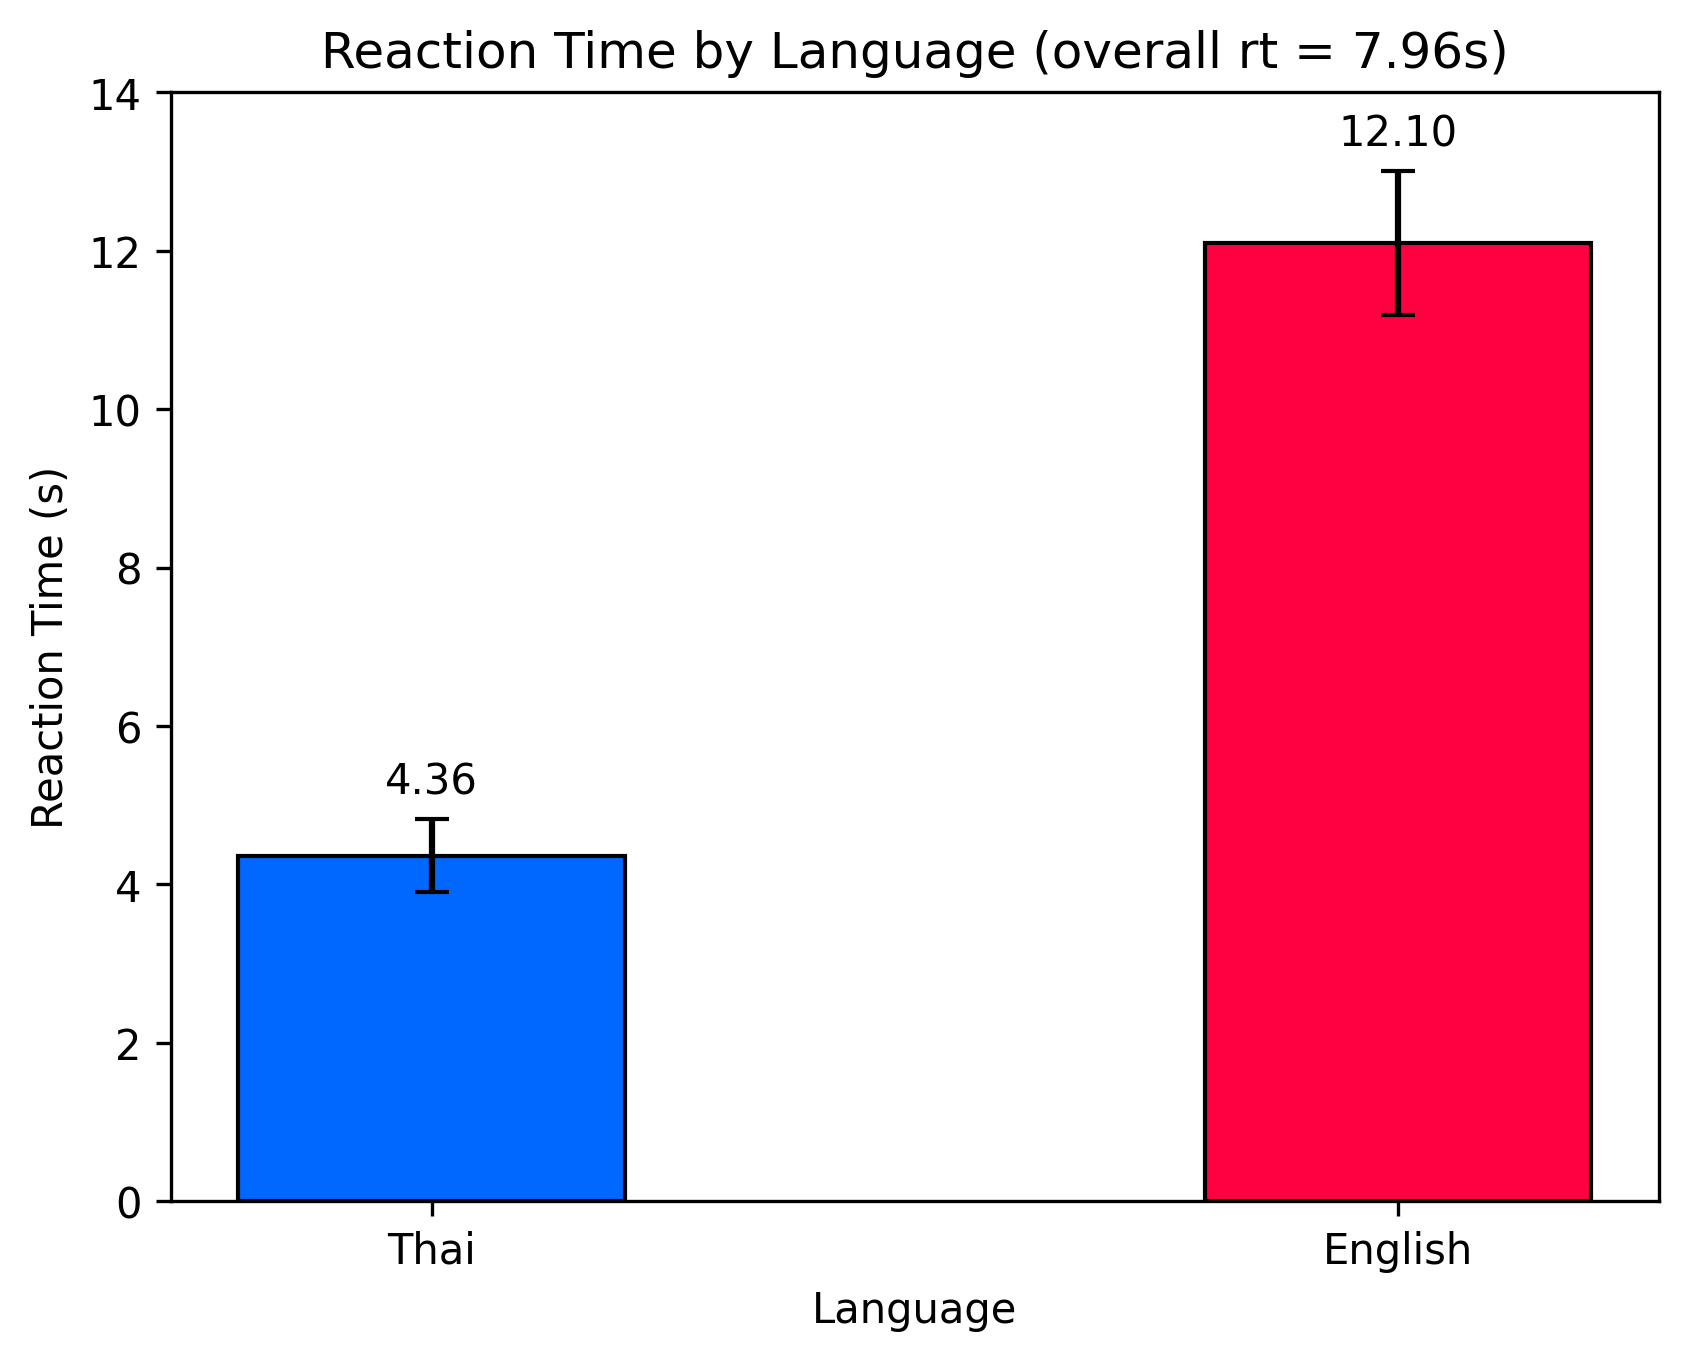 Reaction Time by Language (overall rt = 7.96s)
14
12
10
8
6
4
2
0
Reaction Time (s)
12.10
4.36
Thai
English
Language